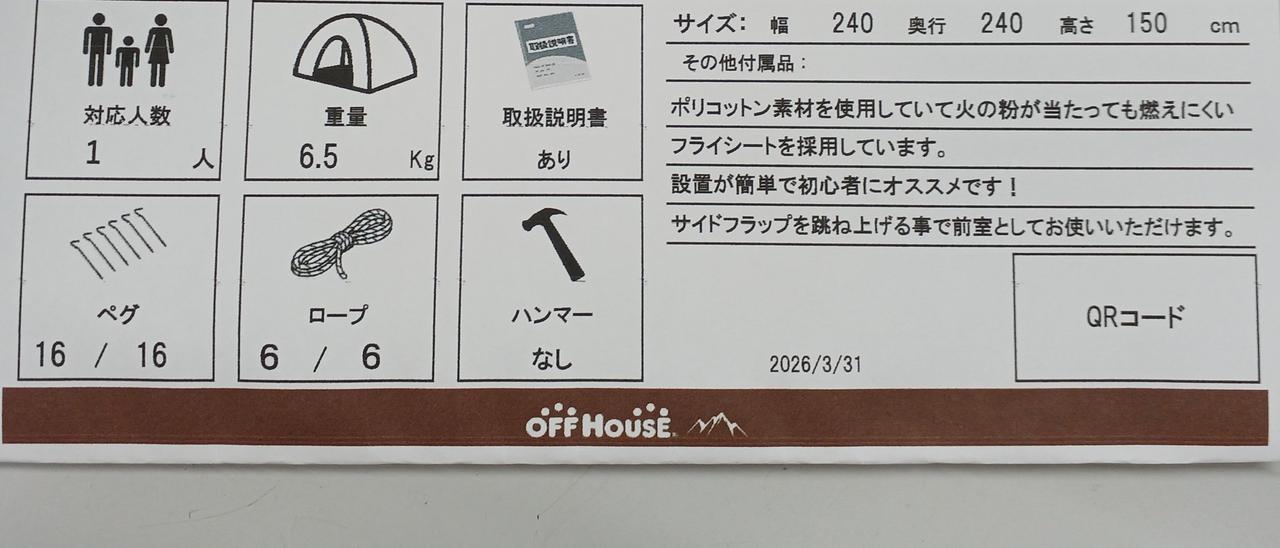 対応人数
1 人
重量
6.5 Kg
取扱説明書
取扱説明書
あり
ペグ
16 / 16
ロープ
6 / 6
ハンマー
なし
サイズ: 幅 240 奥行 240 高さ 150 cm
その他付属品:
ポリコットン素材を使用していて火の粉が当たっても燃えにくい
フライシートを採用しています。
設置が簡単で初心者にオススメです!
サイドフラップを跳ね上げる事で前室としてお使いいただけます。
2026/3/31
QRコード
OFF HOUSE